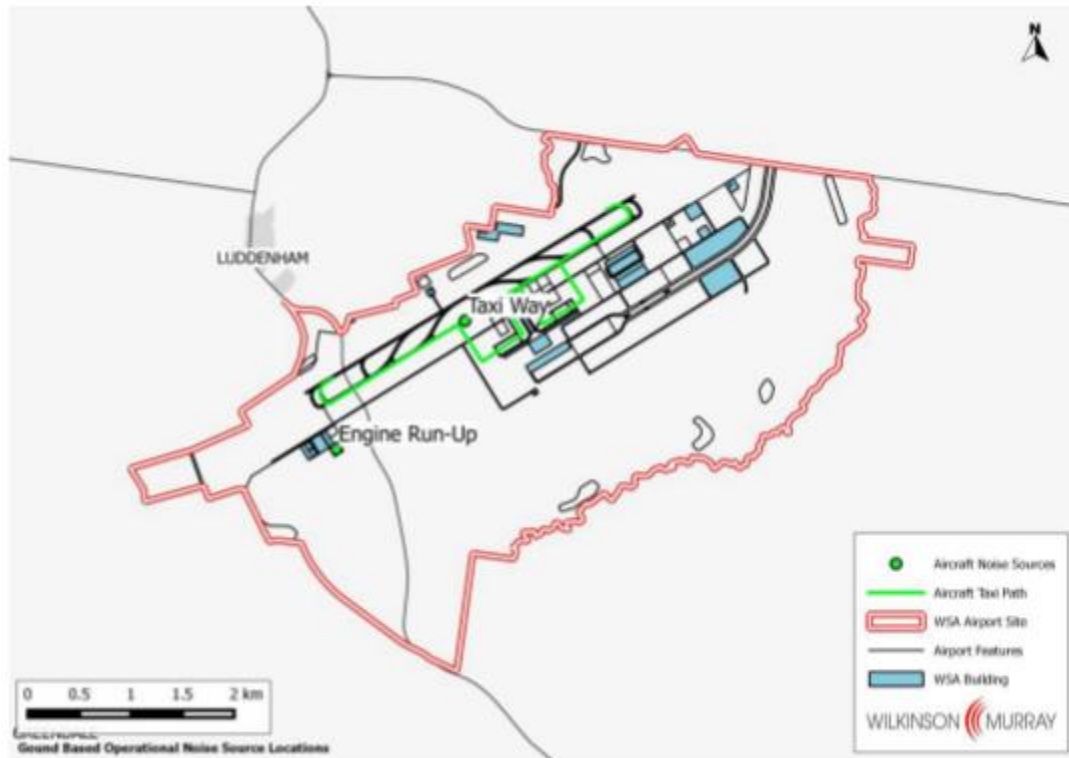 N
LUDDENHAM
Taxi Way
Engine Run-Up
0 0.5 1 1.5 2 km
Gound Based Operational Noise Source Locations
Aircraft Noise Sources
Aircraft Taxi Path
WSA Airport Site
Airport Features
WSA Building
WILKINSON MURRAY